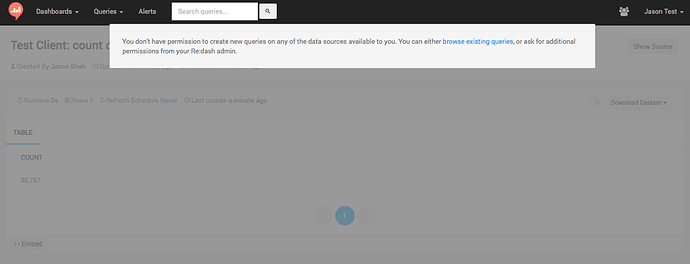 Dashboards Queries Alerts Search queries... Jason Test
You don't have permission to create new queries on any of the data sources available to you. You can either browse existing queries, or ask for additional
permissions from your Re:dash admin.
Test Client: count
Show Source
Created By Jason Shah
Runtime 0s Rows 1 Refresh Schedule Never Last update a minute ago
Download Dataset
TABLE
COUNT
1
Embed